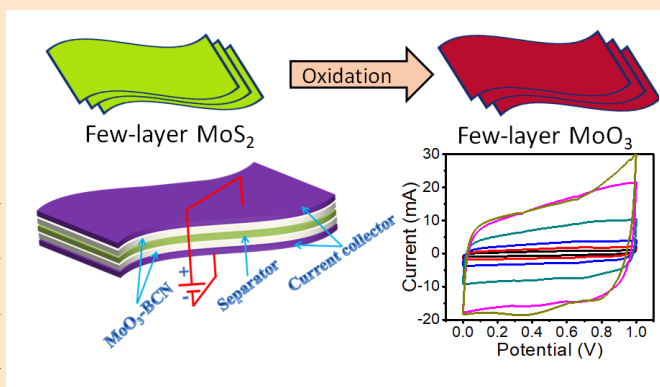 Oxidation
Few-layer MoS₂
Few-layer MoO₃
MoO₃-BCN
+
-
Separator
Current collector
Current (mA)
30
20
10
0
-10
-20
0.0 0.2 0.4 0.6 0.8 1.0
Potential (V)